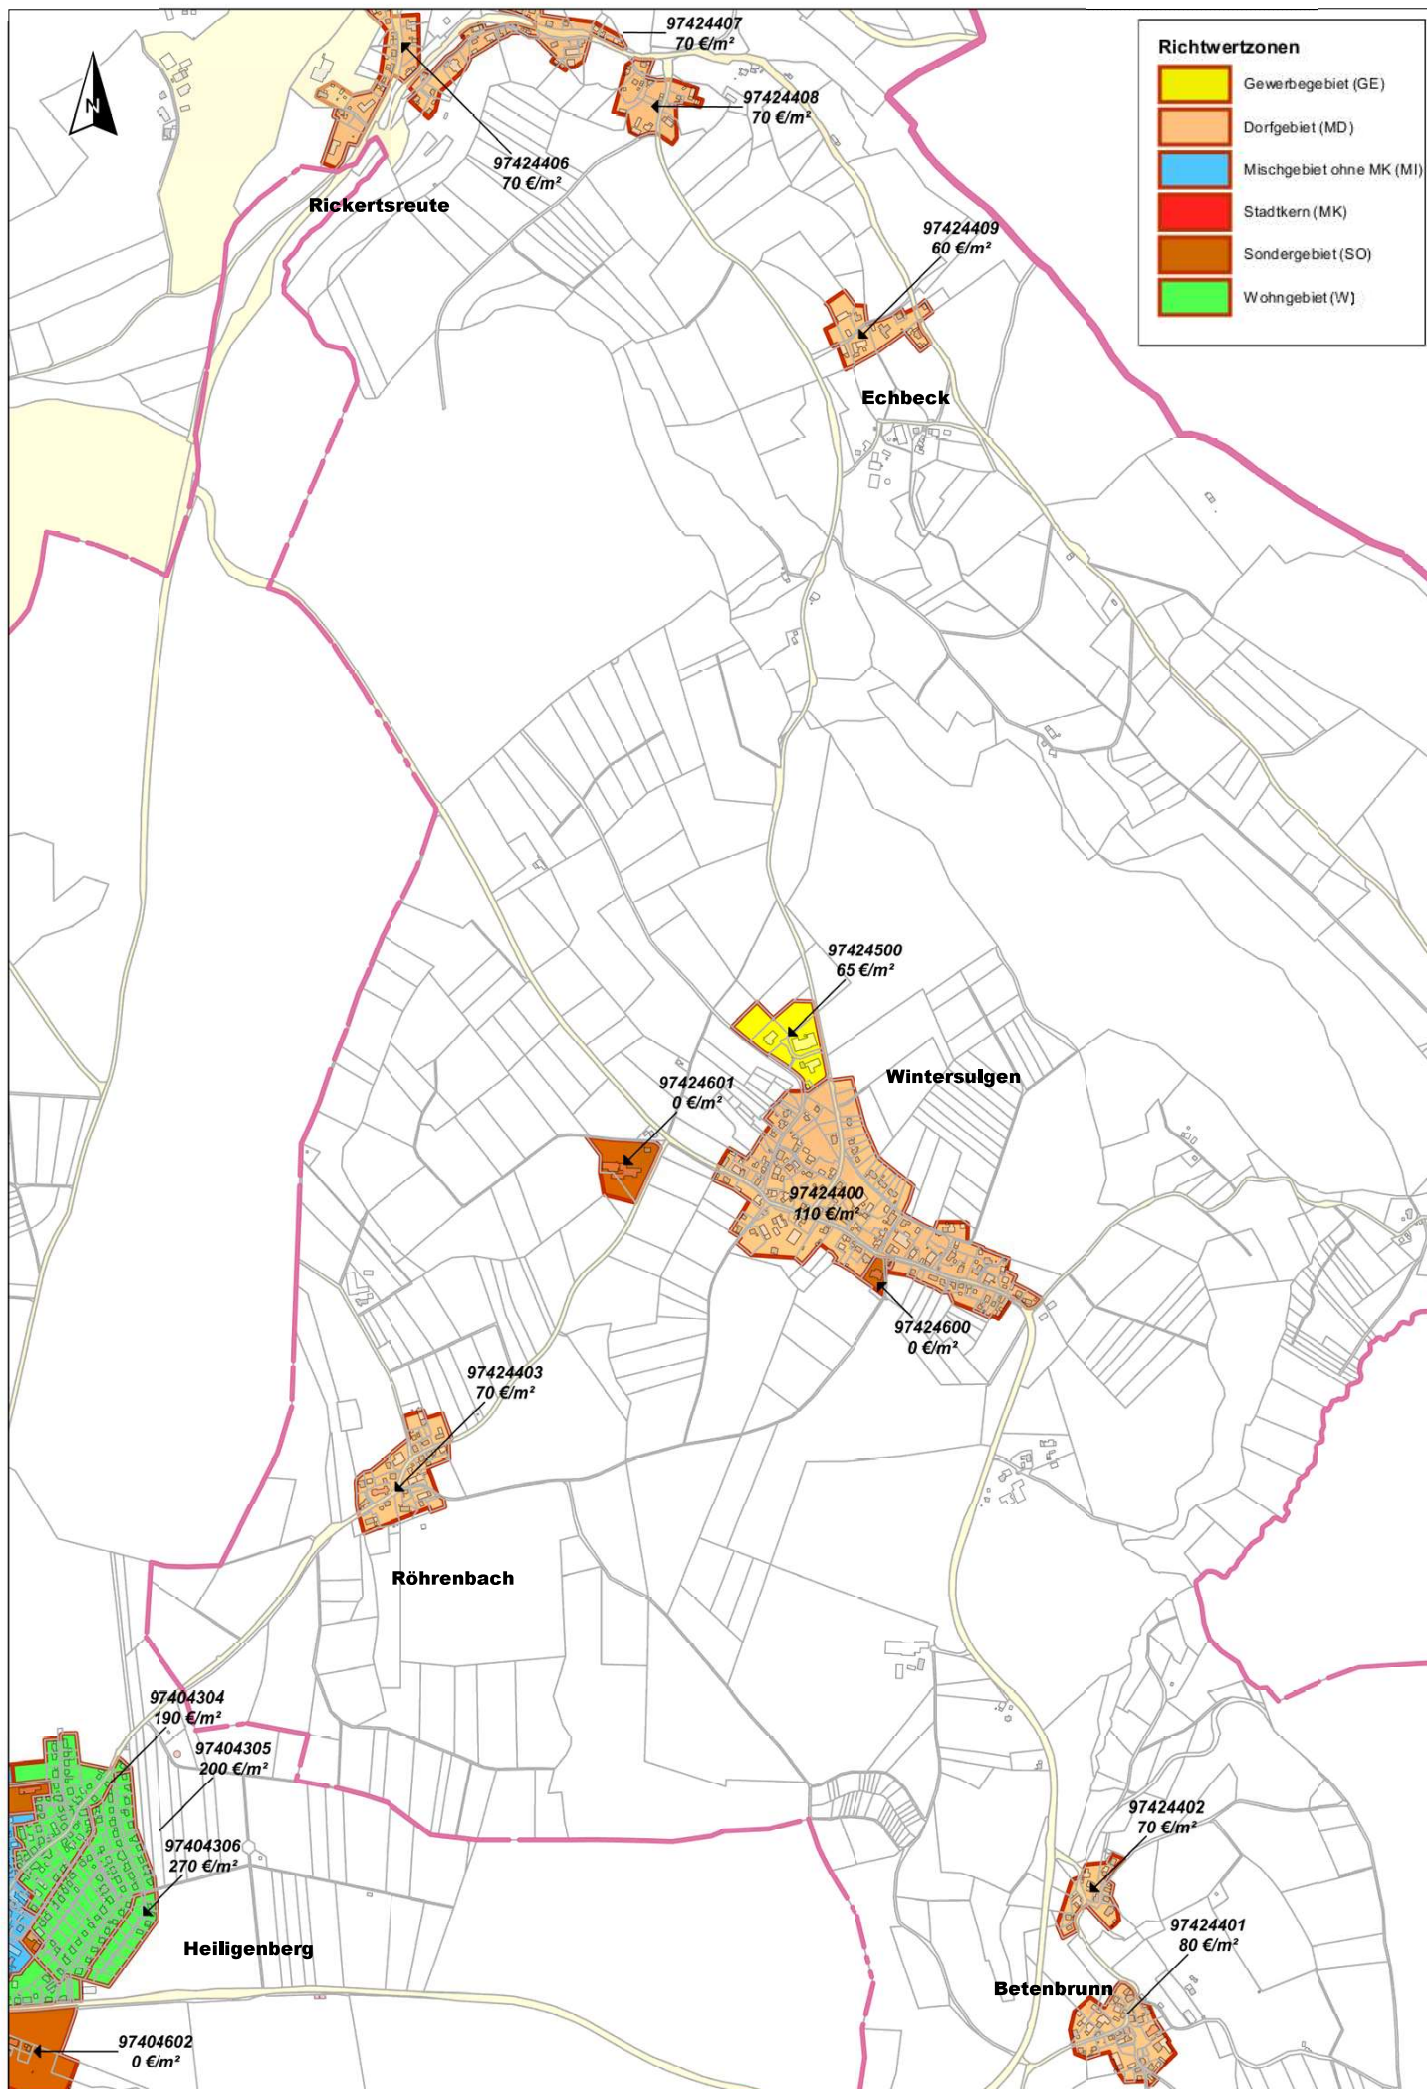 97424407
70 €/m²
Richtwertzonen
Gewerbegebiet (GE)
Dorfgebiet (MD)
Mischgebiet ohne MK (MI)
Stadtkern (MK)
Sondergebiet (SO)
Wohngebiet (W)
N
97424408
70 €/m²
97424406
70 €/m²
Rickertsreute
97424409
60 €/m²
Echbeck
97424500
65 €/m²
Wintersulgen
97424601
0 €/m²
97424400
110 €/m²
97424600
0 €/m²
97424403
70 €/m²
Röhrenbach
97404304
190 €/m²
97404305
200 €/m²
97404306
270 €/m²
Heiligenberg
97424402
70 €/m²
97424401
80 €/m²
Betenbrunn
97404602
0 €/m²